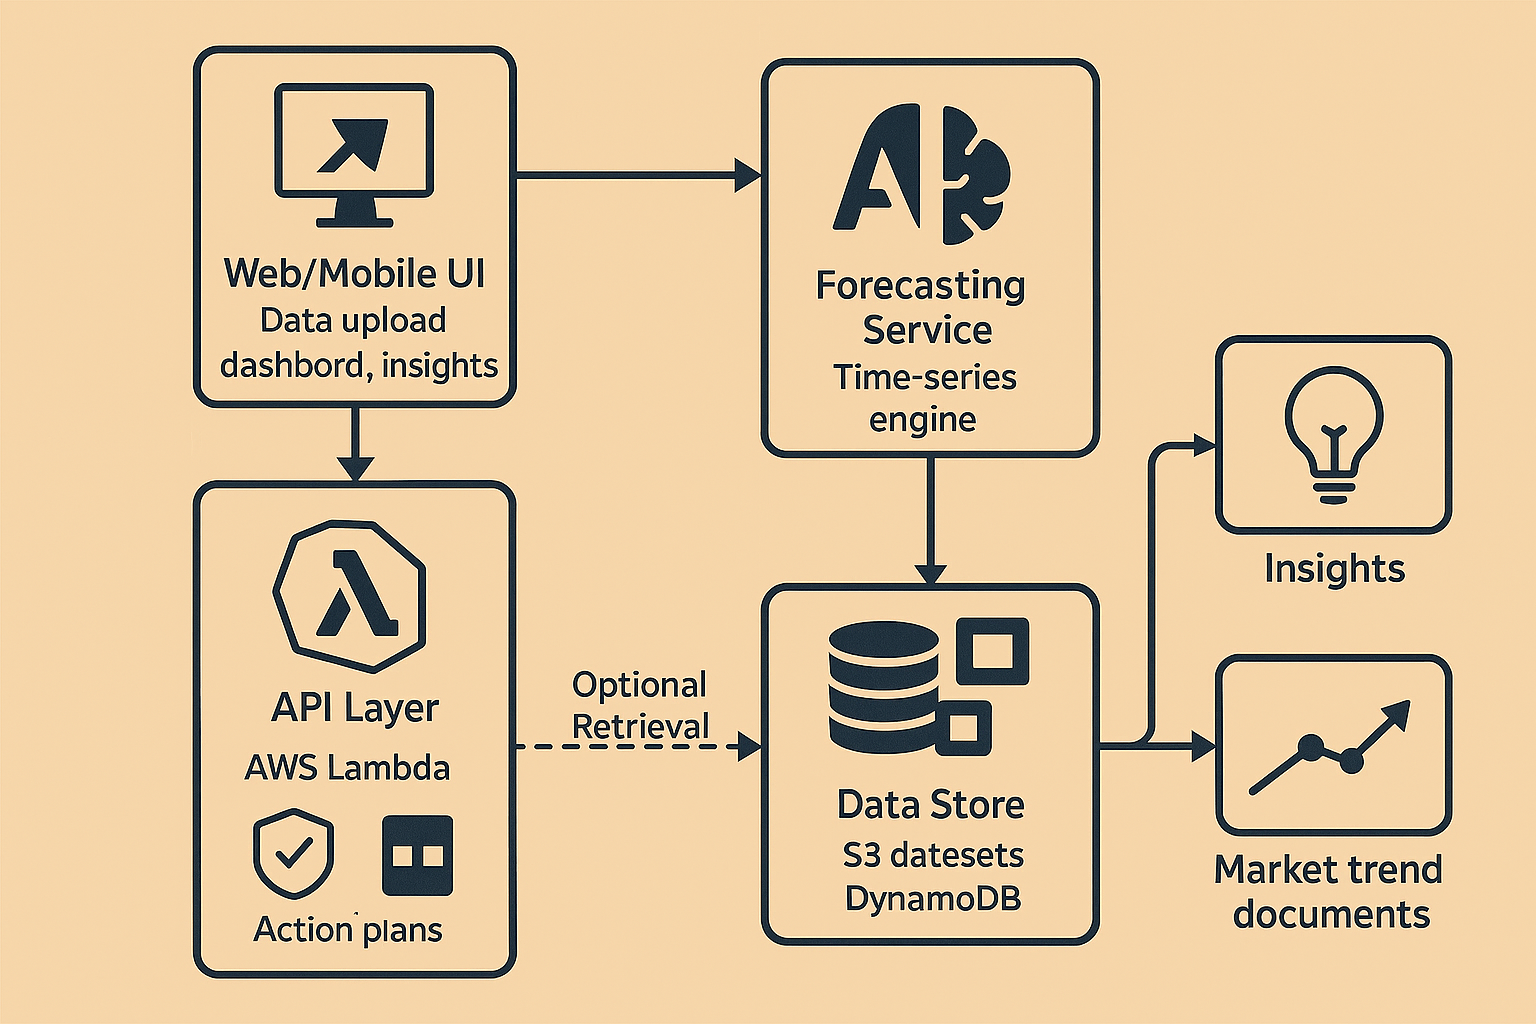 Web/Mobile UI
Data upload
dashbord, insights
Forecasting
Service
Time-series
engine
Insights
API Layer
AWS Lambda
Action plans
Optional
Retrieval
Data Store
S3 datesets
DynamoDB
Market trend
documents